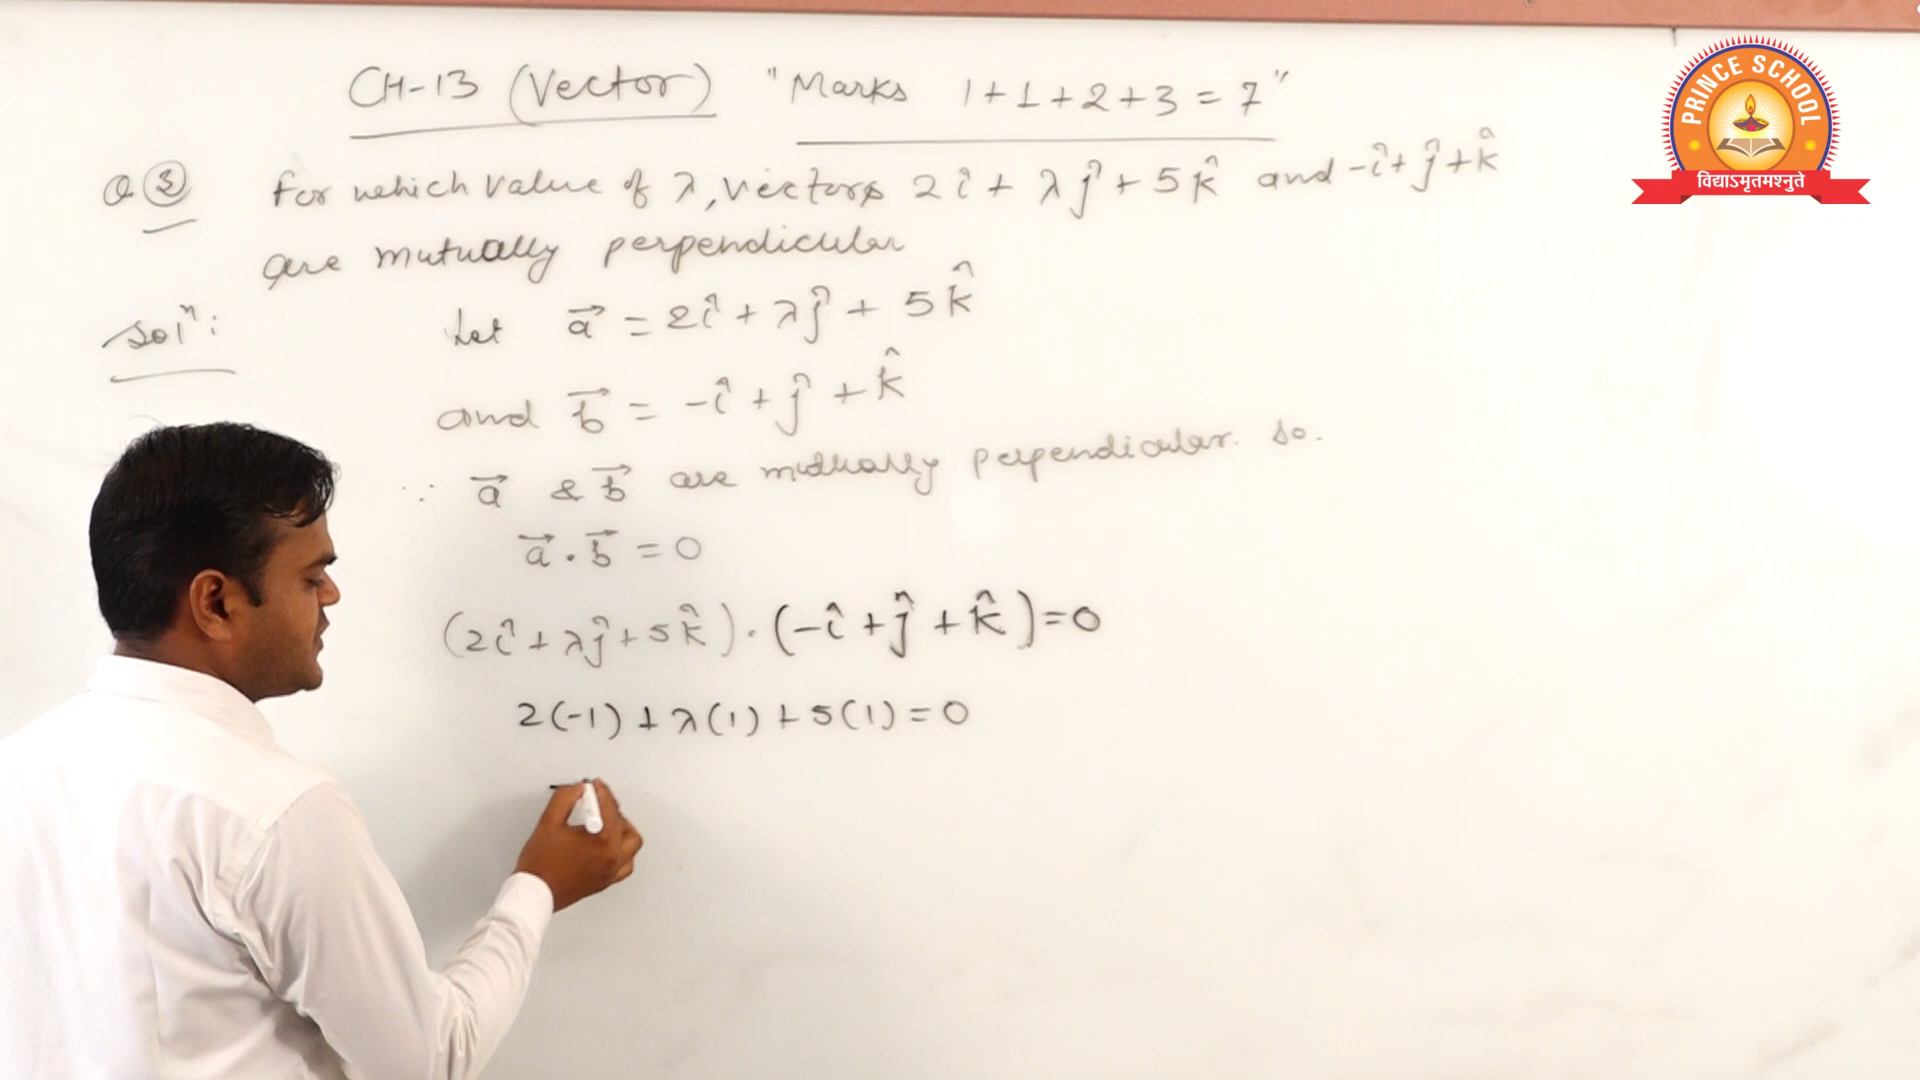 CH-13 (Vector) "Marks 1+1+2+3=7"
PRINCE SCHOOL
विद्याऽमृतमश्नुते
Q ③ For which value of λ, vectors 2î + λĵ + 5k̂ and -î + ĵ + k̂
are mutually perpendicular
Solⁿ:
Let a⃗ = 2î + λĵ + 5k̂
and b⃗ = -î + ĵ + k̂
∵ a⃗ & b⃗ are mutually perpendicular. So.
a⃗ . b⃗ = 0
(2î + λĵ + 5k̂) . (-î + ĵ + k̂) = 0
2(-1) + λ(1) + 5(1) = 0